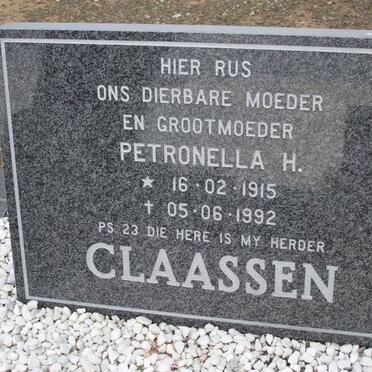 HIER RUS
ONS DIERBARE MOEDER
EN GROOTMOEDER
PETRONELLA H.
★ 16·02·1915
† 05·06·1992
PS. 23 DIE HERE IS MY HERDER
CLAASSEN